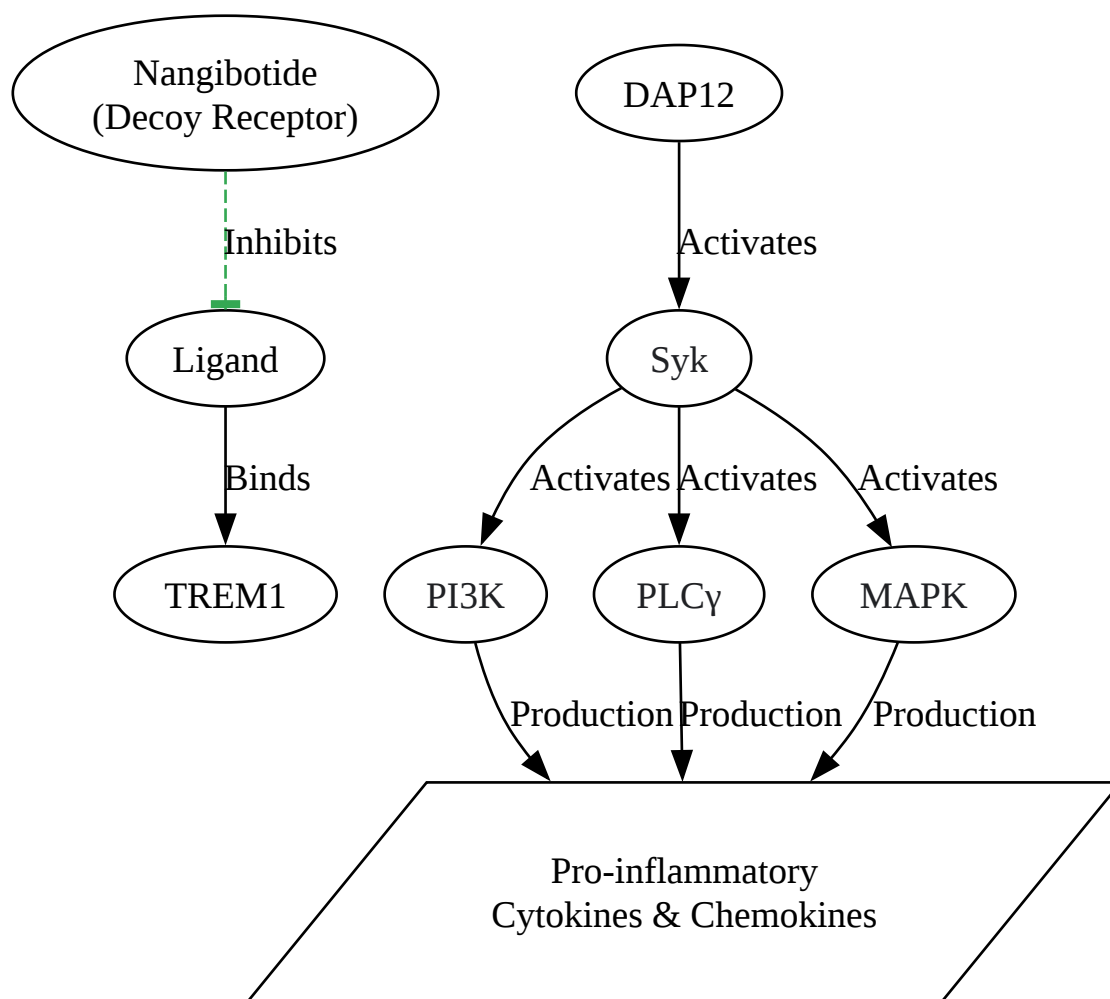 Nangibotide
(Decoy Receptor)
DAP12
Inhibits
Activates
Ligand
Syk
Binds
Activates
Activates
Activates
TREM1
PI3K
PLCγ
MAPK
Production
Production
Production
Pro-inflammatory
Cytokines & Chemokines